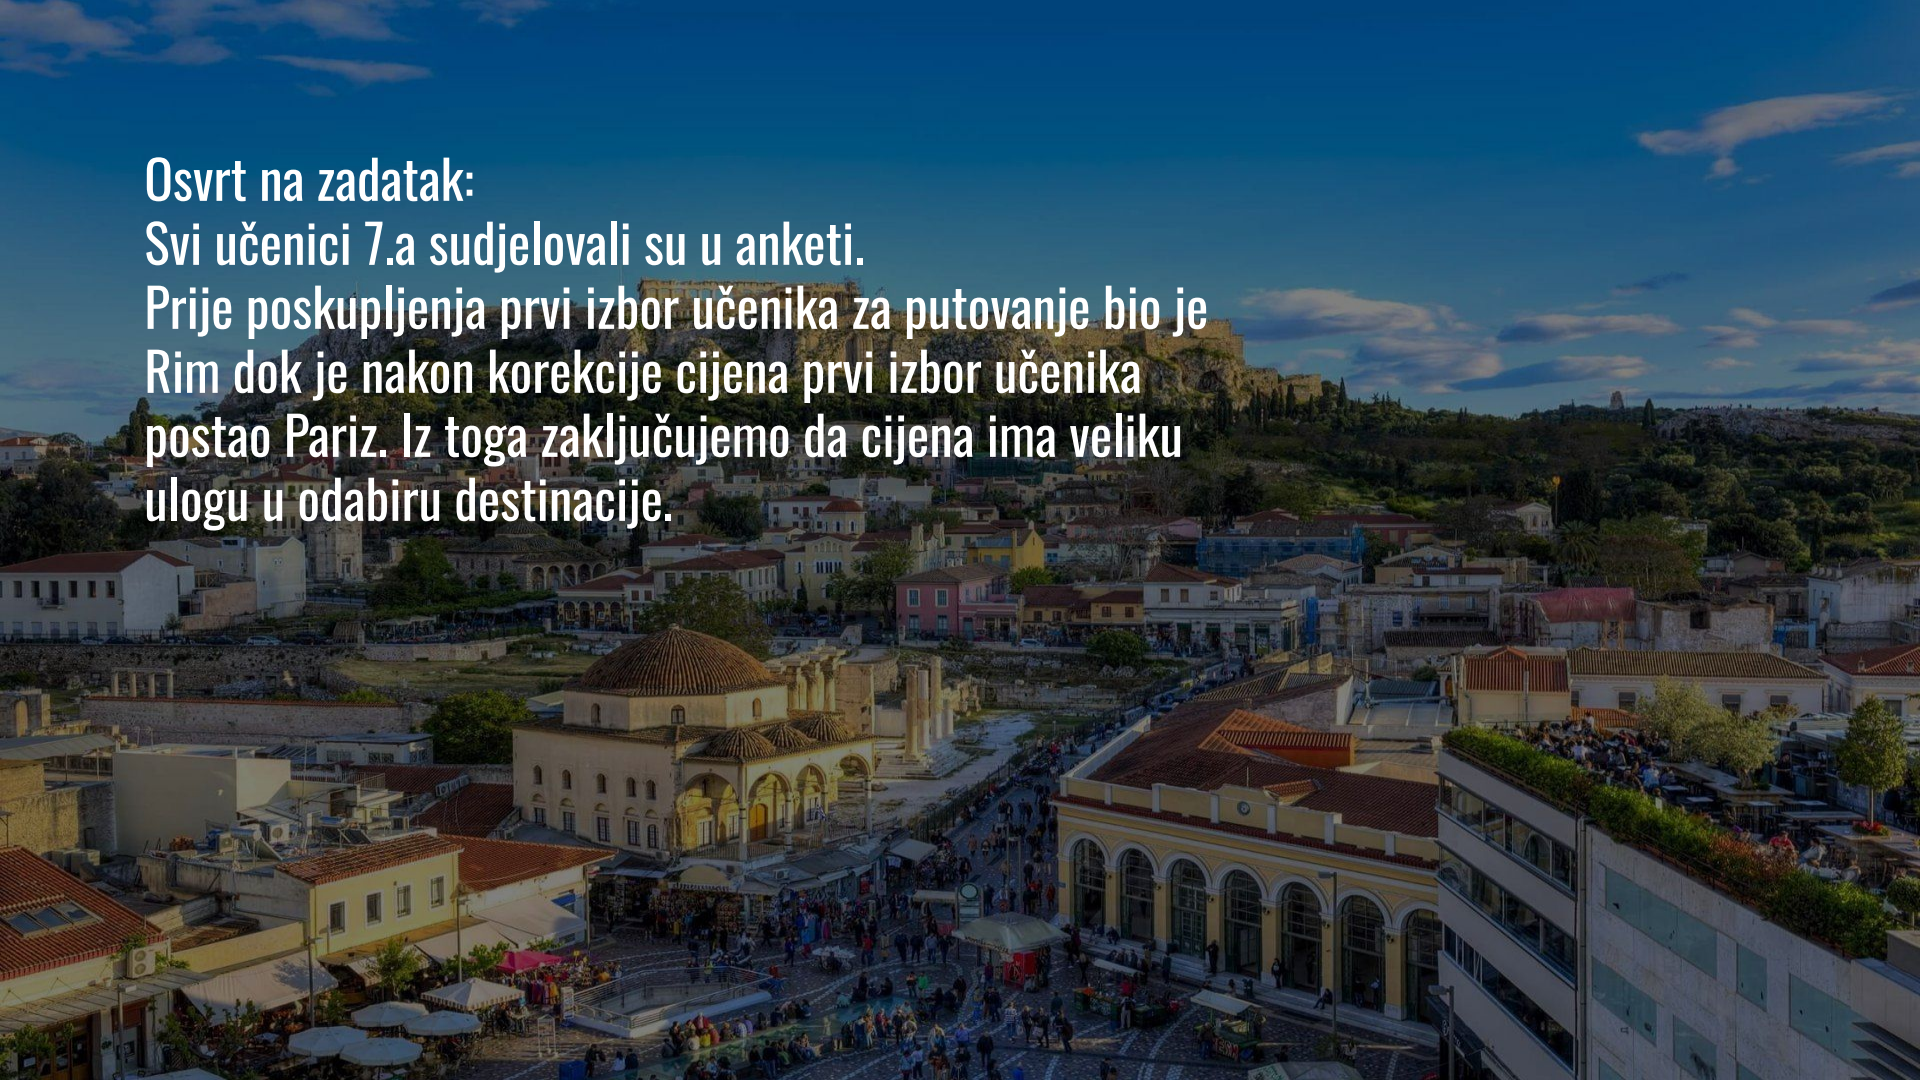 Osvrt na zadatak:
Svi učenici 7.a sudjelovali su u anketi.
Prije poskupljenja prvi izbor učenika za putovanje bio je
Rim dok je nakon korekcije cijena prvi izbor učenika
postao Pariz. Iz toga zaključujemo da cijena ima veliku
ulogu u odabiru destinacije.